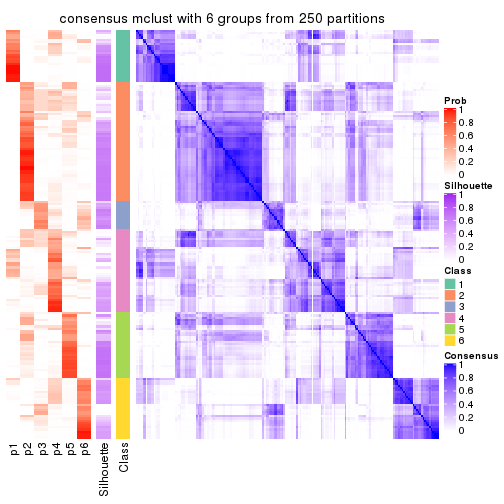 consensus mclust with 6 groups from 250 partitions
Prob
1
0.8
0.6
0.4
0.2
0
Silhouette
1
0.8
0.6
0.4
0.2
0
Class
1
2
3
4
5
6
Consensus
1
0.8
0.6
0.4
0.2
0
p1
p2
p3
p4
p5
p6
Silhouette
Class